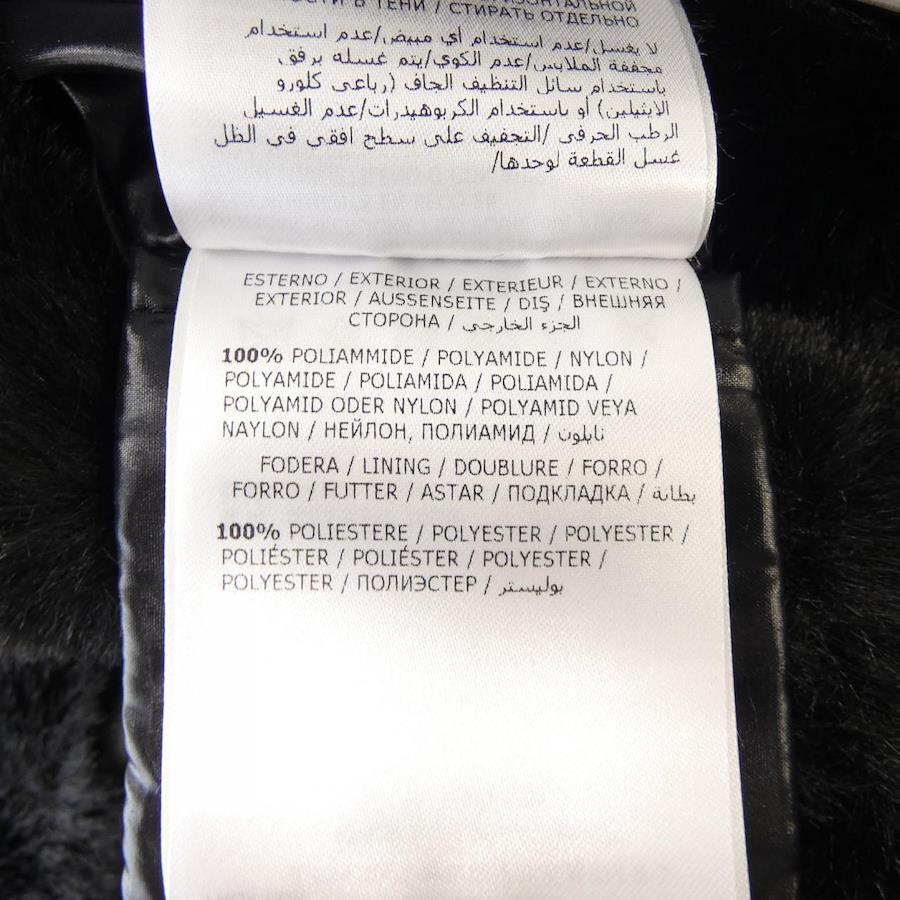 СТИ В ТЕНИ / СТИРАТЬ ОТДЕЛЬНО
لا يغسل/عدم استخدام اي مبيض/عدم استخدام
مجففة الملابس/عدم الكوي/يتم غسله برفق
باستخدام سائل التنظيف الجاف (رباعى كلورو
الايثيلين) أو باستخدام الكربوهيدرات/عدم الغسيل
الرطب الحرفى /التجفيف على سطح افقى فى الظل
غسل القطعة لوحدها/
ESTERNO / EXTERIOR / EXTERIEUR / EXTERNO /
EXTERIOR / AUSSENSEITE / DIŞ / ВНЕШНЯЯ
СТОРОНА / الجزء الخارجي
100% POLIAMMIDE / POLYAMIDE / NYLON /
POLYAMIDE / POLIAMIDA / POLIAMIDA /
POLYAMID ODER NYLON / POLYAMID VEYA
NAYLON / НЕЙЛОН, ПОЛИАМИД / نايلون
FODERA / LINING / DOUBLURE / FORRO /
FORRO / FUTTER / ASTAR / ПОДКЛАДКА / بطانة
100% POLIESTERE / POLYESTER / POLYESTER /
POLIÉSTER / POLIÉSTER / POLYESTER /
POLYESTER / ПОЛИЭСТЕР / بوليستر